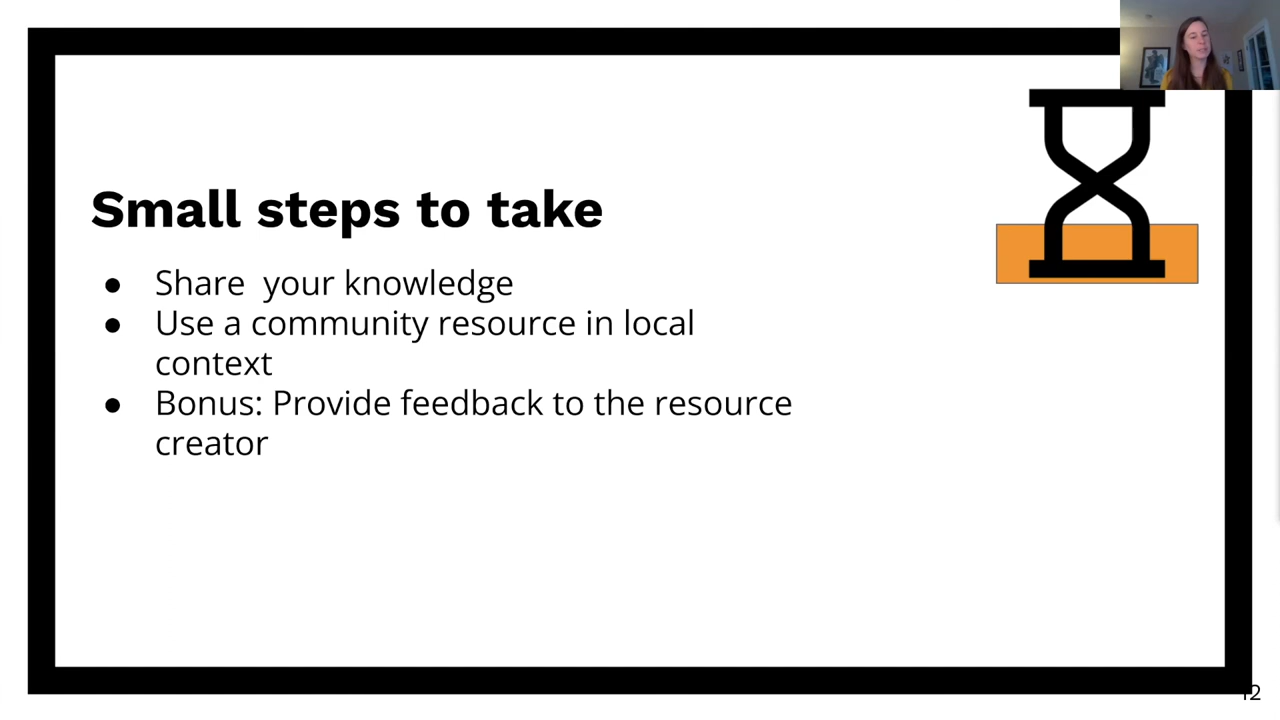 Small steps to take
● Share  your knowledge
● Use a community resource in local
context
● Bonus: Provide feedback to the resource
creator
12